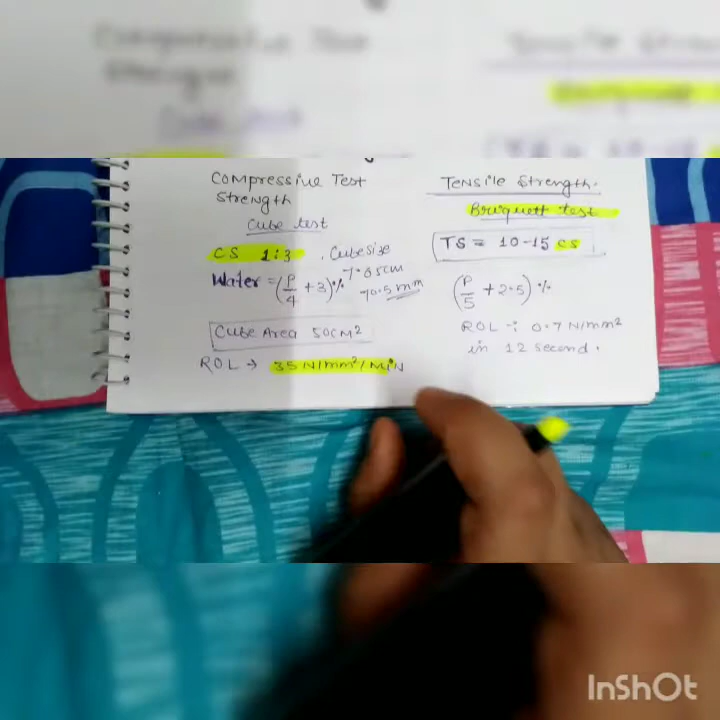 Compressive Test
Strength
Cube test
CS 1:3 , Cube size
7.05cm
70.5 mm
Water = (P/4 + 3)%
Cube Area 50CM²
ROL → 35 N/mm²/MiN
Tensile Strength.
Briquett test
TS = 10-15 CS
(P/5 + 2.5) %
ROL -: 0.7 N/mm²
in 12 second.
InShOt